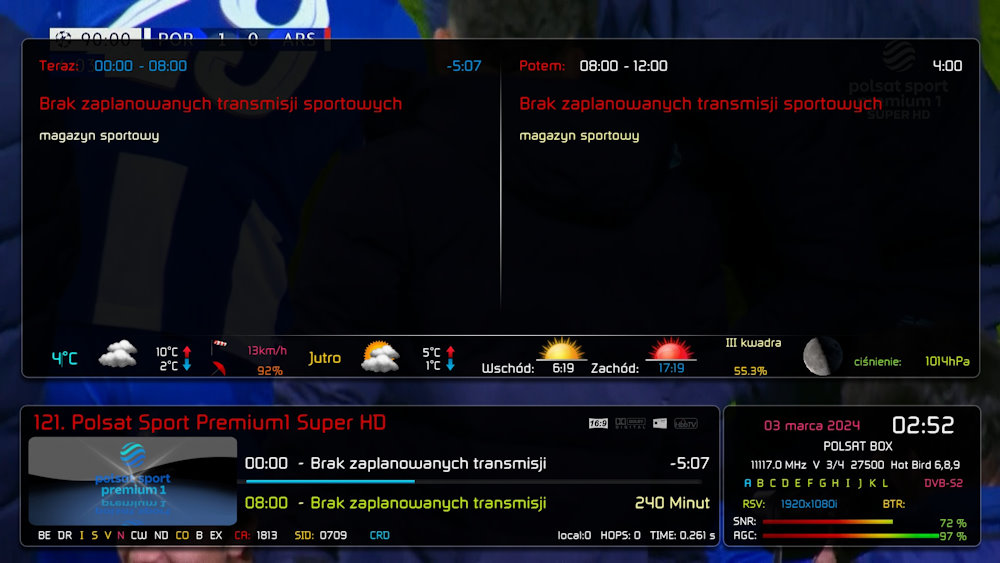 90:00 POR 1 0 ARS
Teraz: 00:00 - 08:00 -5:07
Brak zaplanowanych transmisji sportowych
magazyn sportowy
Potem: 08:00 - 12:00 4:00
Brak zaplanowanych transmisji sportowych
magazyn sportowy
polsat sport
premium 1
SUPER HD
4°C
10°C
2°C
13km/h
92%
Jutro
5°C
1°C
Wschód: 6:19 Zachód: 17:19
III kwadra
55.3%
ciśnienie: 1014hPa
121. Polsat Sport Premium1 Super HD
16:9 DOLBY DIGITAL HbbTV
polsat sport
premium 1
00:00 - Brak zaplanowanych transmisji -5:07
08:00 - Brak zaplanowanych transmisji 240 Minut
BE DR I S V N CW ND CO B EX CA: 1813 SID: 0709 CRD local:0 HOPS: 0 TIME: 0.261 s
03 marca 2024 02:52
POLSAT BOX
11117.0 MHz V 3/4 27500 Hot Bird 6,8,9
A B C D E F G H I J K L DVB-S2
RSV: 1920x1080i BTR:
SNR: 72 %
AGC: 97 %